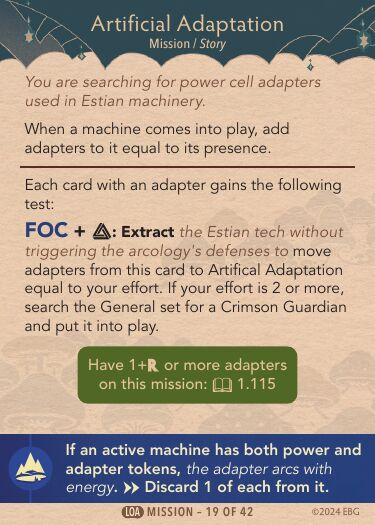 Artificial Adaptation
Mission / Story
You are searching for power cell adapters
used in Estian machinery.
When a machine comes into play, add
adapters to it equal to its presence.
Each card with an adapter gains the following
test:
FOC + : Extract the Estian tech without
triggering the arcology's defenses to move
adapters from this card to Artifical Adaptation
equal to your effort. If your effort is 2 or more,
search the General set for a Crimson Guardian
and put it into play.
Have 1+R or more adapters
on this mission: 1.115
If an active machine has both power and
adapter tokens, the adapter arcs with
energy. Discard 1 of each from it.
LOA MISSION - 19 OF 42
©2024 EBG